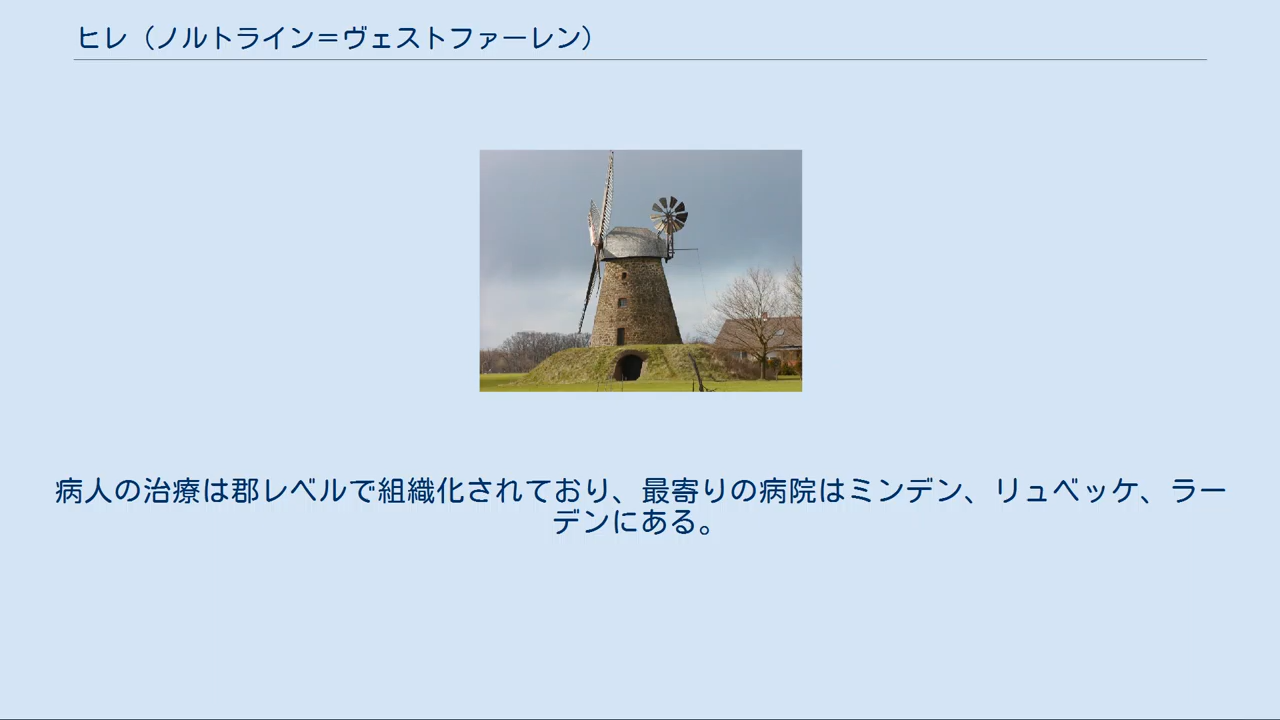 ヒレ（ノルトライン＝ヴェストファーレン）
病人の治療は郡レベルで組織化されており、最寄りの病院はミンデン、リュベッケ、ラー
デンにある。